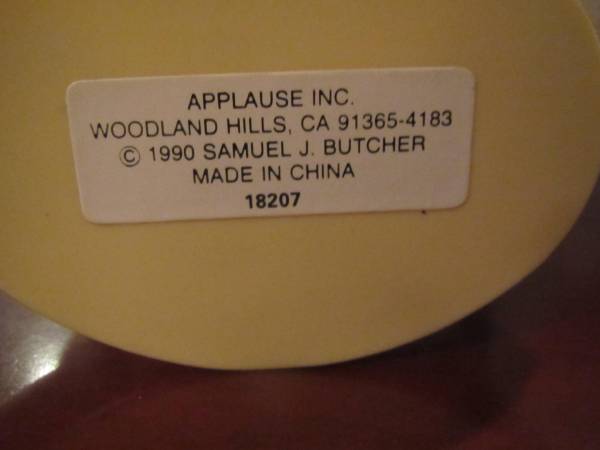 APPLAUSE INC.
WOODLAND HILLS, CA 91365-4183
© 1990 SAMUEL J. BUTCHER
MADE IN CHINA
18207